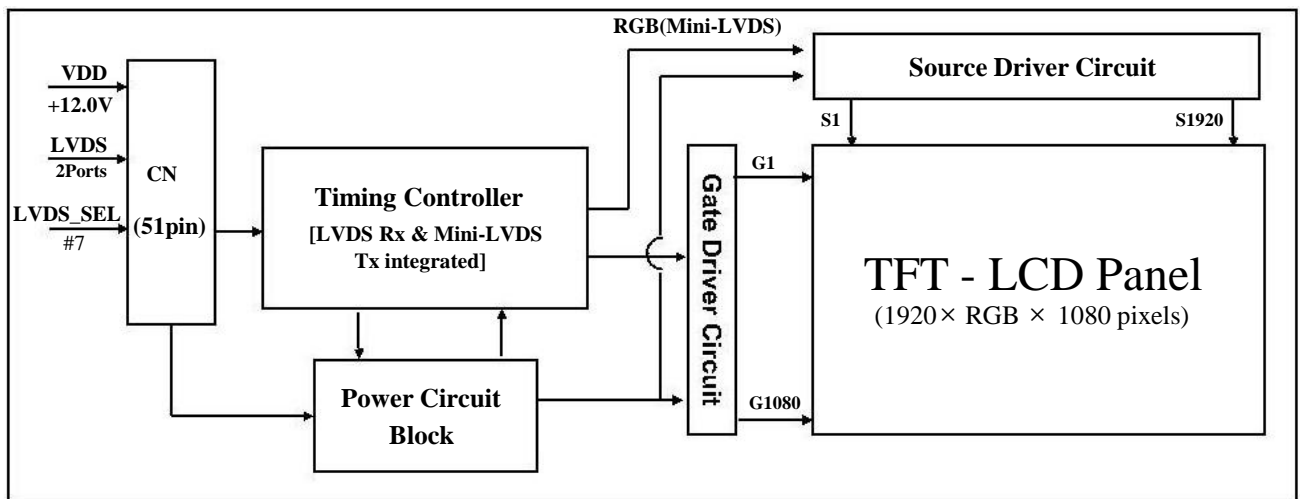 RGB(Mini-LVDS)
VDD
+12.0V
LVDS
2Ports
LVDS_SEL
#7
CN
(51pin)
Timing Controller
[LVDS Rx & Mini-LVDS
Tx integrated]
Power Circuit
Block
Gate Driver Circuit
Source Driver Circuit
S1
S1920
G1
G1080
TFT - LCD Panel
(1920× RGB × 1080 pixels)